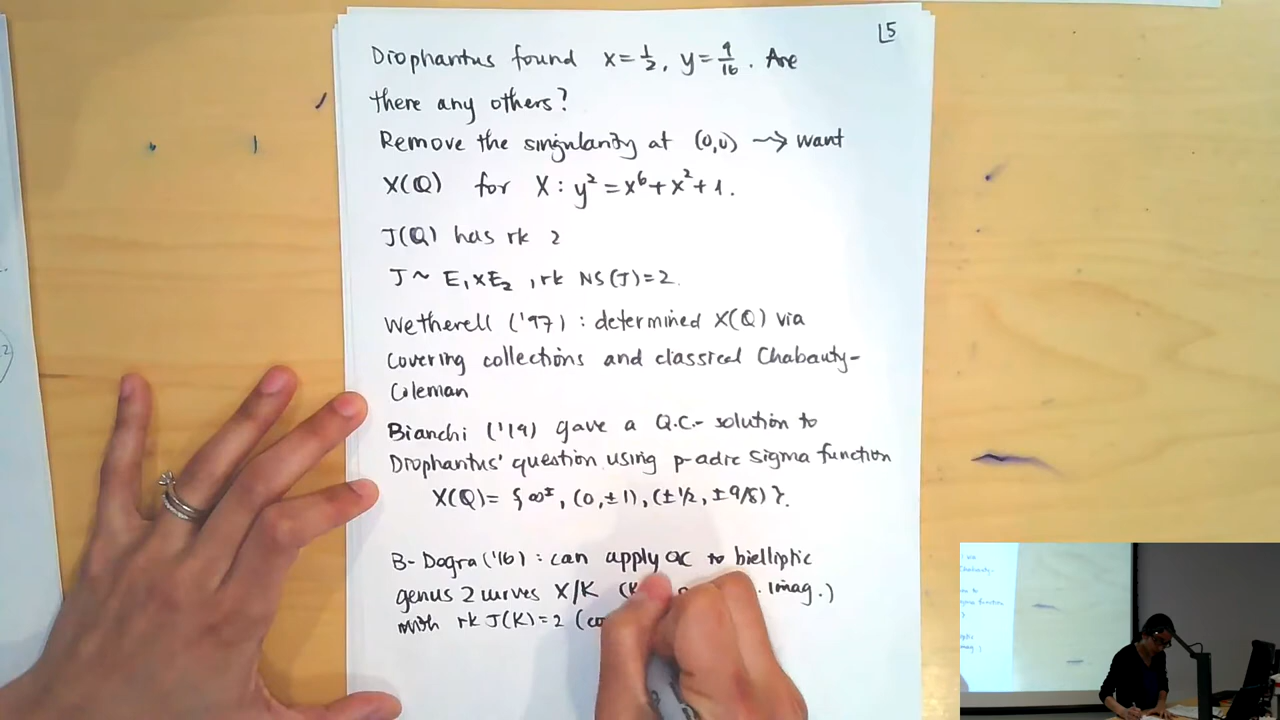 L5
Diophantus found x=1/2, y=9/16. Are
there any others?
Remove the singularity at (0,0) ⇝ want
X(ℚ) for X: y²=x⁶+x²+1.
J(ℚ) has rk 2
J ~ E₁×E₂, rk NS(J)=2.
Wetherell ('97): determined X(ℚ) via
covering collections and classical Chabauty-
Coleman
Bianchi ('19) gave a Q.C.- solution to
Diophantus' question using p-adic sigma function
X(ℚ)= {∞±, (0,±1), (±1/2, ±9/8)}.
B-Dogra ('16): can apply QC to bielliptic
genus 2 curves X/K (K . Imag.)
with rk J(K)=2 (co